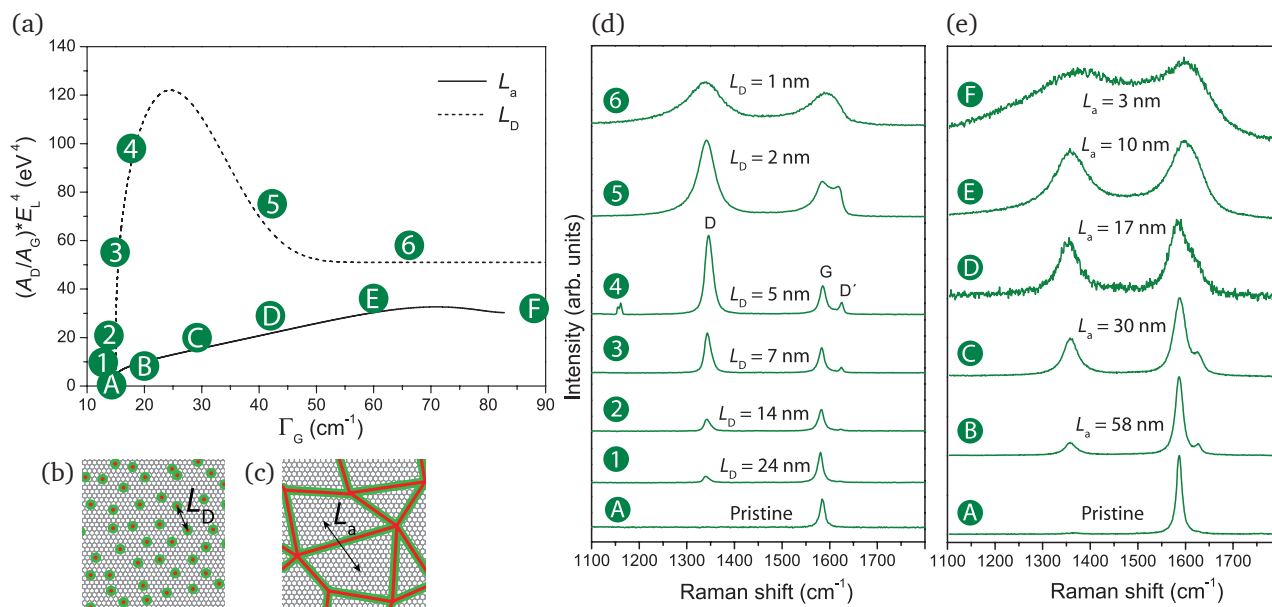 (a)
140
120
100
80
60
40
20
0
(A_D/A_G)*E_L^4 (eV^4)
L_a
L_D
4
5
3
6
2
1
A
B
C
D
E
F
10 20 30 40 50 60 70 80 90
Γ_G (cm^-1)
(b)
L_D
(c)
L_a
(d)
Intensity (arb. units)
6
L_D = 1 nm
5
L_D = 2 nm
D
4
L_D = 5 nm
G
D´
3
L_D = 7 nm
2
L_D = 14 nm
1
L_D = 24 nm
A
Pristine
1100 1200 1300 1400 1500 1600 1700
Raman shift (cm^-1)
(e)
F
L_a = 3 nm
E
L_a = 10 nm
D
L_a = 17 nm
C
L_a = 30 nm
B
L_a = 58 nm
A
Pristine
1100 1200 1300 1400 1500 1600 1700
Raman shift (cm^-1)